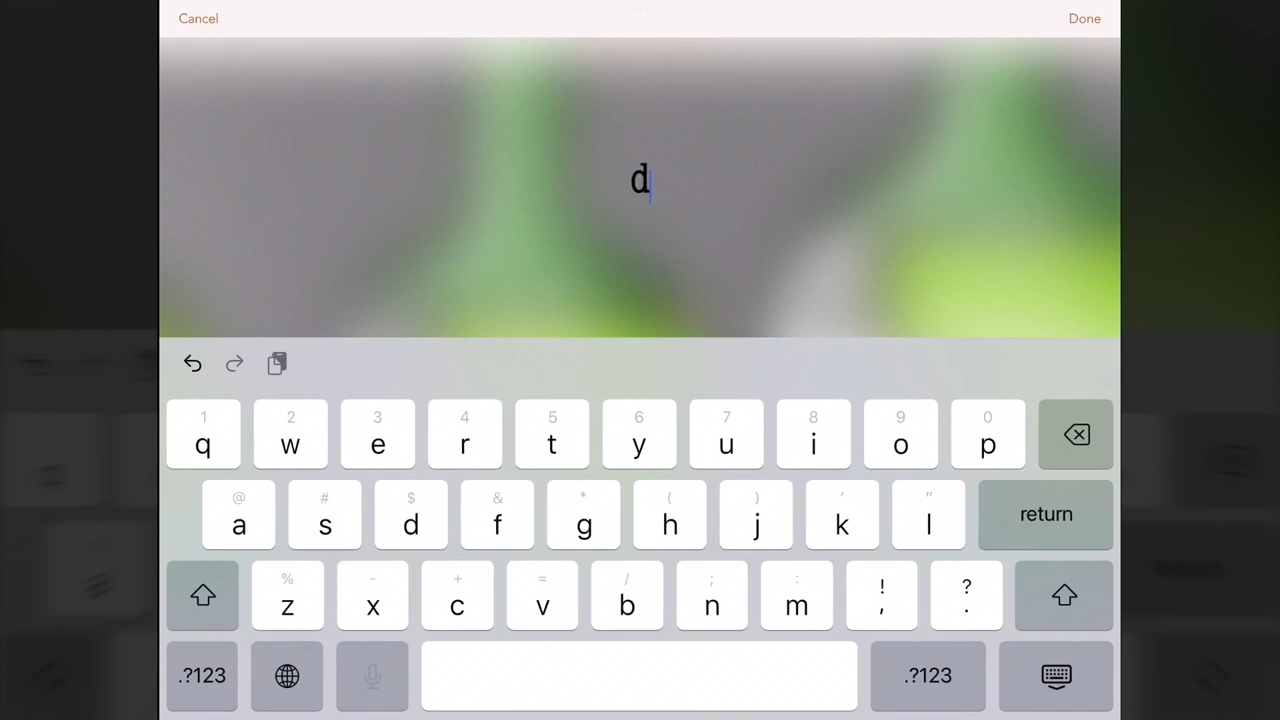 Cancel Done
d
1 2 3 4 5 6 7 8 9 0
q w e r t y u i o p
@ # $ & * ( ) ' "
a s d f g h j k l return
% - + = / ; : ! ?
z x c v b n m , .
.?123 .?123